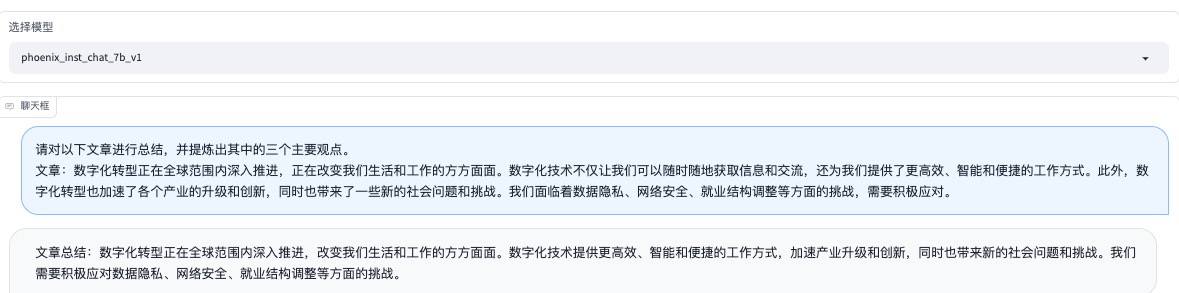 选择模型
phoenix_inst_chat_7b_v1
聊天框
请对以下文章进行总结，并提炼出其中的三个主要观点。
文章：数字化转型正在全球范围内深入推进，正在改变我们生活和工作的方方面面。数字化技术不仅让我们可以随时随地获取信息和交流，还为我们提供了更高效、智能和便捷的工作方式。此外，数
字化转型也加速了各个产业的升级和创新，同时也带来了一些新的社会问题和挑战。我们面临着数据隐私、网络安全、就业结构调整等方面的挑战，需要积极应对。
文章总结：数字化转型正在全球范围内深入推进，改变我们生活和工作的方方面面。数字化技术提供更高效、智能和便捷的工作方式，加速产业升级和创新，同时也带来新的社会问题和挑战。我们
需要积极应对数据隐私、网络安全、就业结构调整等方面的挑战。